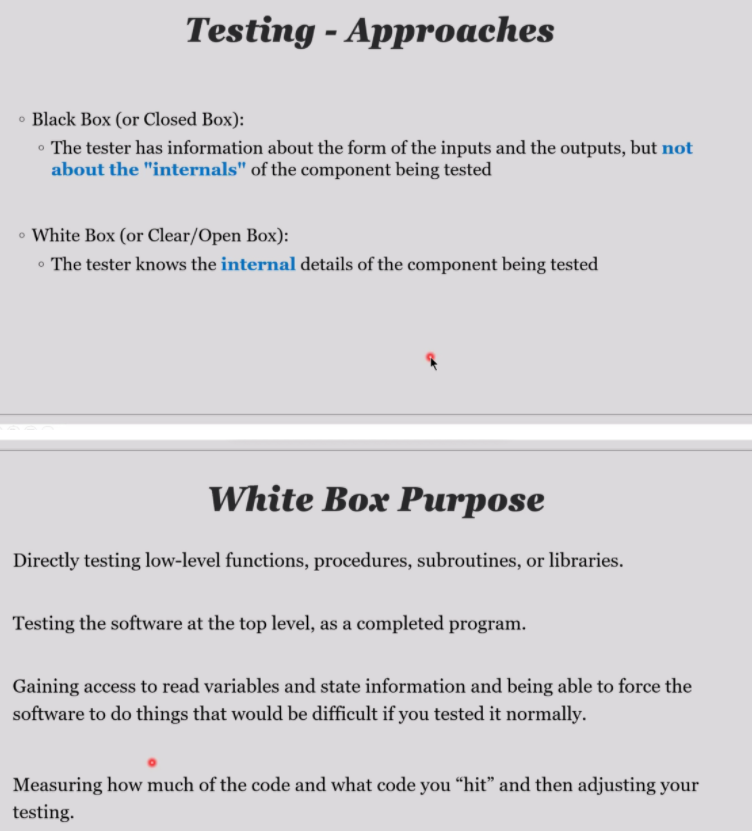 Testing - Approaches
◦ Black Box (or Closed Box):
◦ The tester has information about the form of the inputs and the outputs, but not
about the "internals" of the component being tested
◦ White Box (or Clear/Open Box):
◦ The tester knows the internal details of the component being tested
White Box Purpose
Directly testing low-level functions, procedures, subroutines, or libraries.
Testing the software at the top level, as a completed program.
Gaining access to read variables and state information and being able to force the
software to do things that would be difficult if you tested it normally.
Measuring how much of the code and what code you “hit” and then adjusting your
testing.